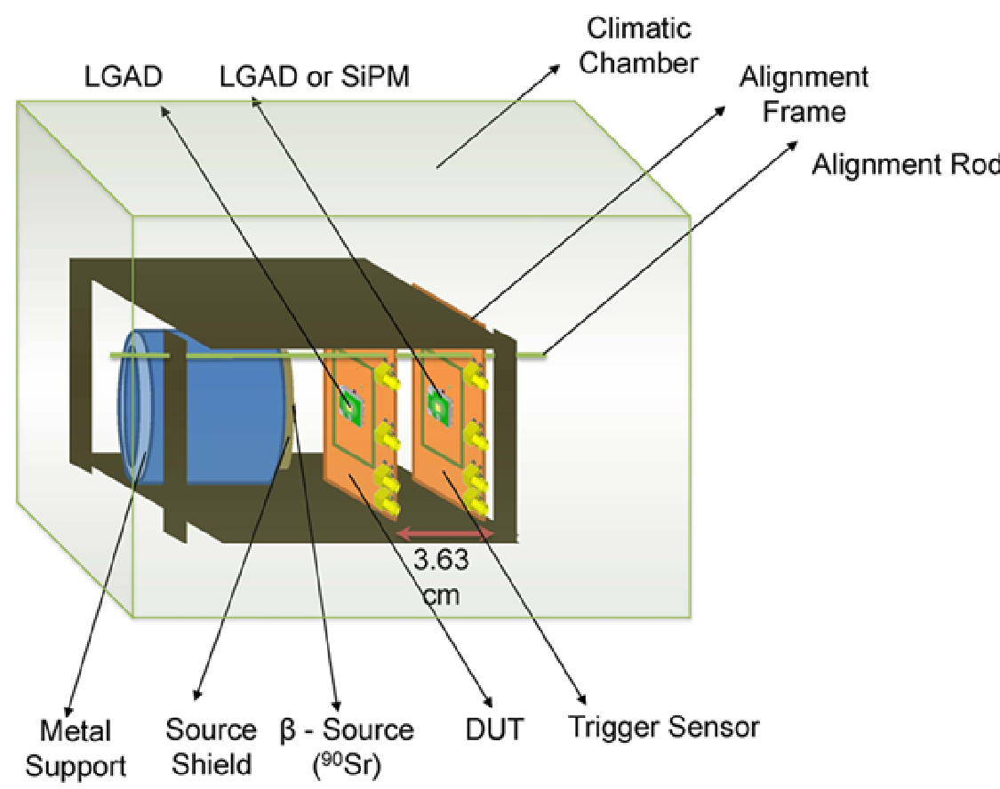 Climatic
Chamber
LGAD
LGAD or SiPM
Alignment
Frame
Alignment Rod
3.63
cm
Metal
Support
Source
Shield
β - Source
(⁹⁰Sr)
DUT
Trigger Sensor